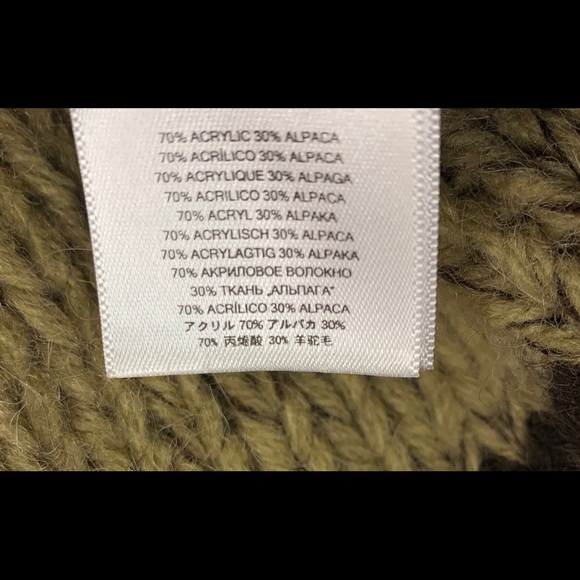 70% ACRYLIC 30% ALPACA
70% ACRÍLICO 30% ALPACA
70% ACRYLIQUE 30% ALPAGA
70% ACRILICO 30% ALPACA
70% ACRYL 30% ALPAKA
70% ACRYLISCH 30% ALPACA
70% ACRYLAGTIG 30% ALPAKA
70% АКРИЛОВОЕ ВОЛОКНО
30% ТКАНЬ „АЛЬПАГА"
70% ACRÍLICO 30% ALPACA
アクリル 70% アルパカ 30%
70% 丙烯酸 30% 羊驼毛